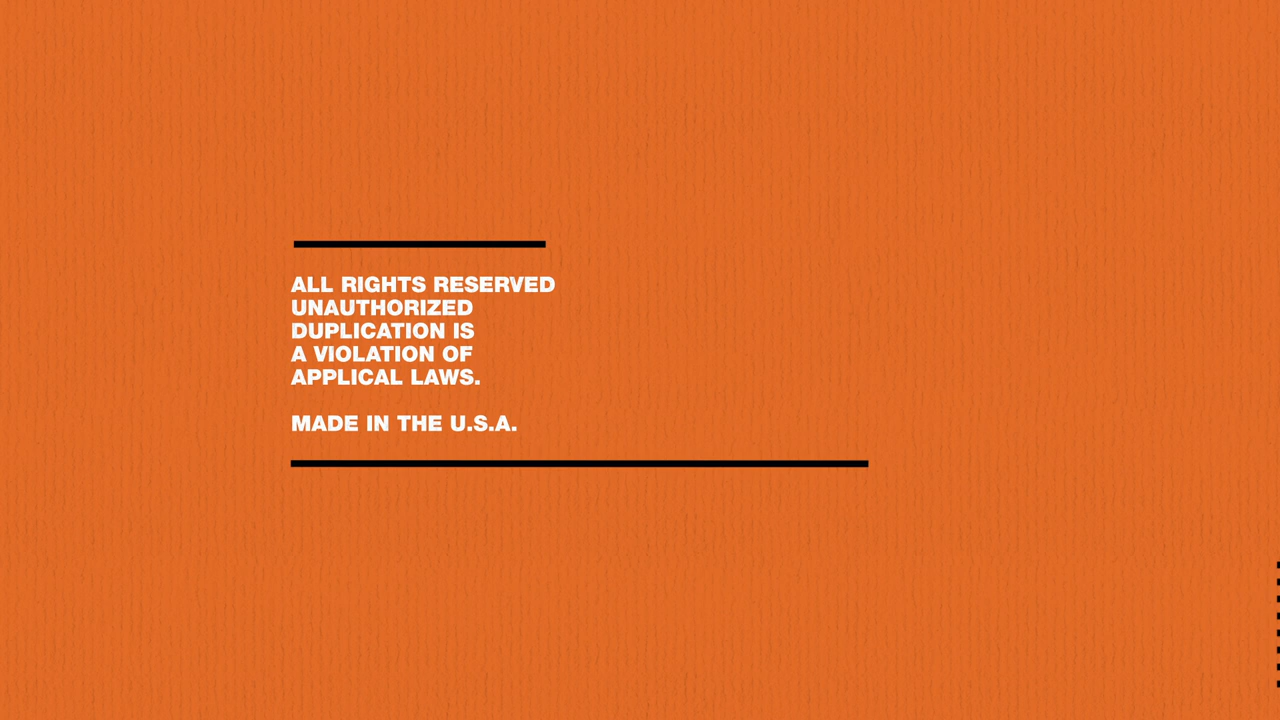 ALL RIGHTS RESERVED
UNAUTHORIZED
DUPLICATION IS
A VIOLATION OF
APPLICAL LAWS.
MADE IN THE U.S.A.